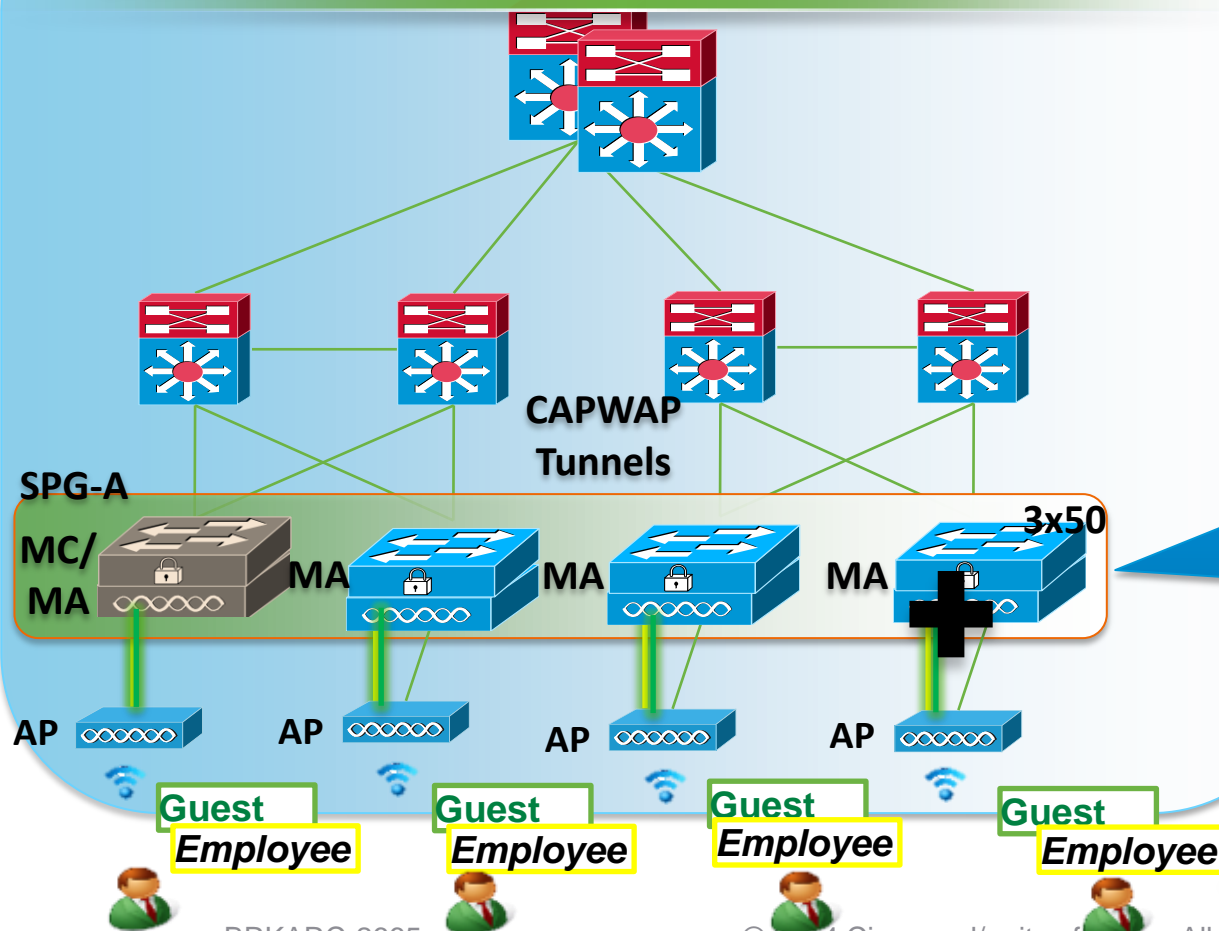 CAPWAP
Tunnels
SPG-A
3x50
MC/
MA
MA
MA
MA
AP
AP
AP
AP
Guest
Employee
Guest
Employee
Guest
Employee
Guest
Employee